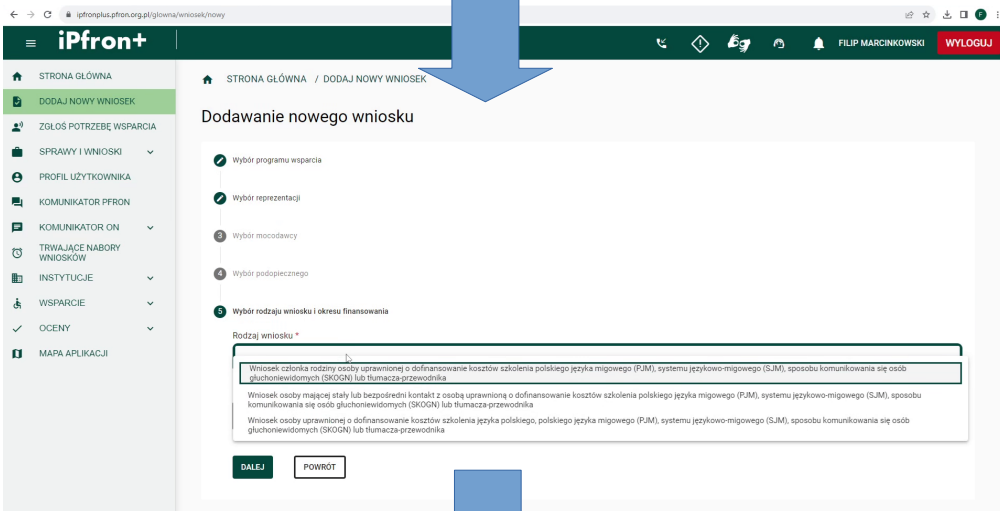 ipfronplus.pfron.org.pl/glowna/wniosek/nowy
iPfron+
FILIP MARCINKOWSKI
WYLOGUJ
STRONA GŁÓWNA
DODAJ NOWY WNIOSEK
ZGŁOŚ POTRZEBĘ WSPARCIA
SPRAWY I WNIOSKI
PROFIL UŻYTKOWNIKA
KOMUNIKATOR PFRON
KOMUNIKATOR ON
TRWAJĄCE NABORY
WNIOSKÓW
INSTYTUCJE
WSPARCIE
OCENY
MAPA APLIKACJI
STRONA GŁÓWNA / DODAJ NOWY WNIOSEK
Dodawanie nowego wniosku
Wybór programu wsparcia
Wybór reprezentacji
3 Wybór mocodawcy
4 Wybór podopiecznego
5 Wybór rodzaju wniosku i okresu finansowania
Rodzaj wniosku *
Wniosek członka rodziny osoby uprawnionej o dofinansowanie kosztów szkolenia polskiego języka migowego (PJM), systemu językowo-migowego (SJM), sposobu komunikowania się osób
głuchoniewidomych (SKOGN) lub tłumacza-przewodnika
Wniosek osoby mającej stały lub bezpośredni kontakt z osobą uprawnioną o dofinansowanie kosztów szkolenia polskiego języka migowego (PJM), systemu językowo-migowego (SJM), sposobu
komunikowania się osób głuchoniewidomych (SKOGN) lub tłumacza-przewodnika
Wniosek osoby uprawnionej o dofinansowanie kosztów szkolenia języka polskiego, polskiego języka migowego (PJM), systemu językowo-migowego (SJM), sposobu komunikowania się osób
głuchoniewidomych (SKOGN) lub tłumacza-przewodnika
DALEJ
POWRÓT